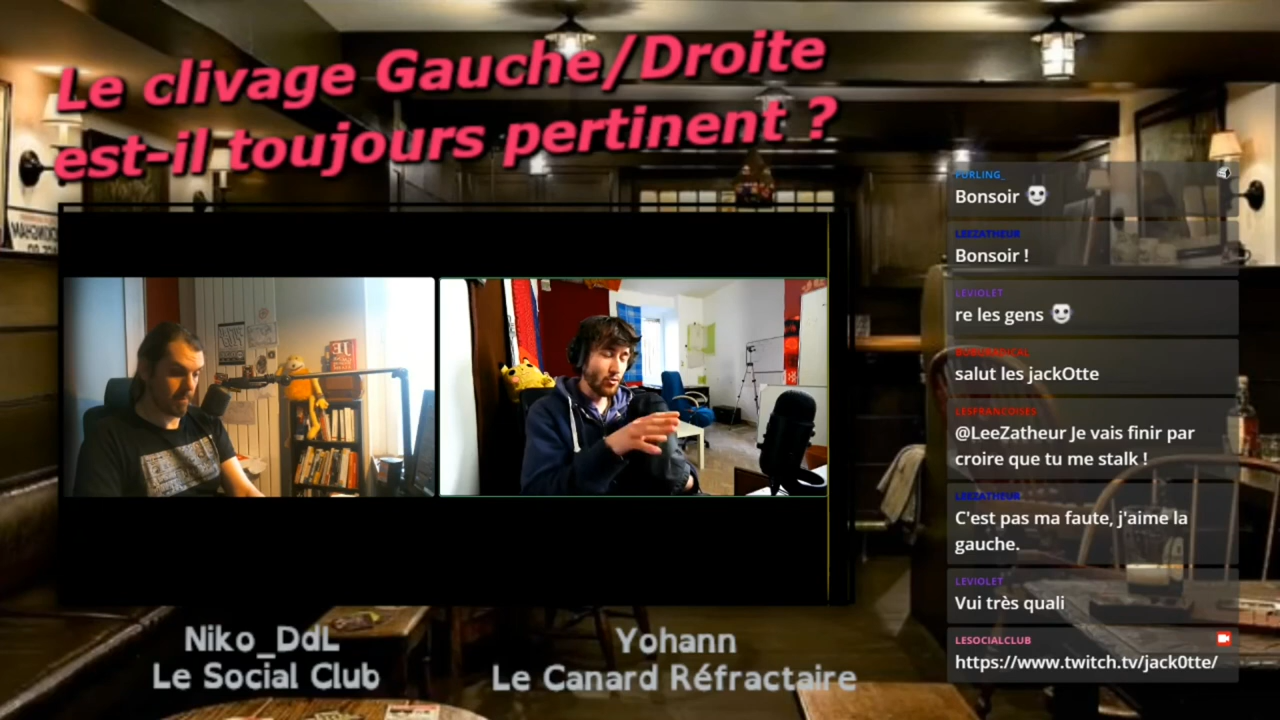 Le clivage Gauche/Droite
est-il toujours pertinent ?
FURLING_
Bonsoir
LEEZATHEUR
Bonsoir !
LEVIOLET
re les gens
salut les jackOtte
LESFRANCOISES
@LeeZatheur Je vais finir par
croire que tu me stalk !
LEEZATHEUR
C'est pas ma faute, j'aime la
gauche.
LEVIOLET
Vui très quali
LESOCIALCLUB
https://www.twitch.tv/jack0tte/
Niko_DdL
Le Social Club
Yohann
Le Canard Réfractaire